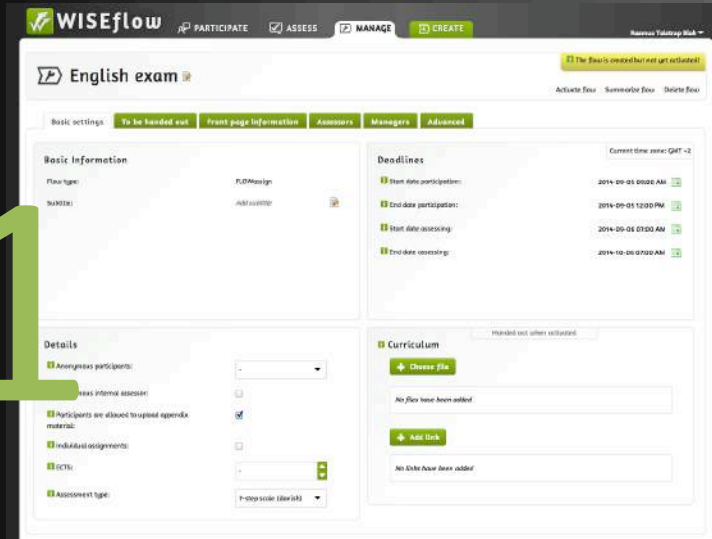 WISEflow
PARTICIPATE
ASSESS
MANAGE
CREATE
Rasmus Tolstrup Blok
The flow is created but not yet activated!
English exam
Activate flow Summarize flow Delete flow
Basic settings
To be handed out
Front page information
Assessors
Managers
Advanced
Basic Information
Flow type: FLOWassign
Subtitle: Add subtitle
Current time zone: GMT +2
Deadlines
Start date participation: 2014-09-05 09:00 AM
End date participation: 2014-09-05 12:00 PM
Start date assessing: 2014-09-06 07:00 AM
End date assessing: 2014-10-06 07:00 AM
1
Details
Anonymous participants: -
internal assessor:
Participants are allowed to upload appendix
material:
Individual assignments:
ECTS: -
Assessment type: 7-step scale (danish)
Handed out when activated
Curriculum
Choose file
No files have been added
Add link
No links have been added